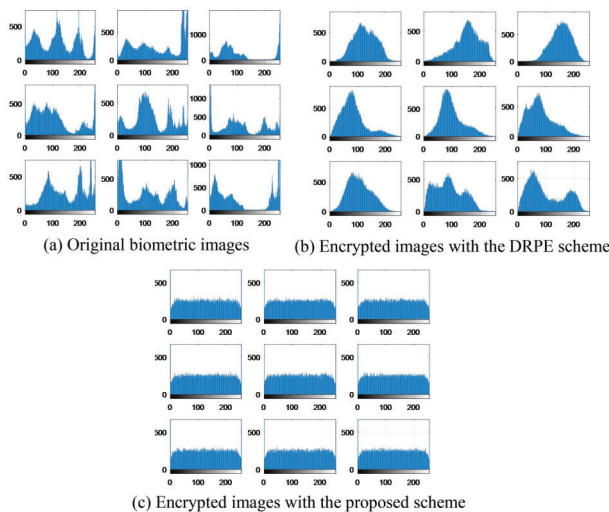 500 500 1000 500 500 500
500
0 0 0 0 0 0
0 100 200 0 100 200 0 100 200 0 100 200 0 100 200 0 100 200
500 500 1000 500 500 500
500
0 0 0 0 0 0
0 100 200 0 100 200 0 100 200 0 100 200 0 100 200 0 100 200
500 500 1000 500 500 500
500
0 0 0 0 0 0
0 100 200 0 100 200 0 100 200 0 100 200 0 100 200 0 100 200
(a) Original biometric images
(b) Encrypted images with the DRPE scheme
500 500 500
0 0 0
0 100 200 0 100 200 0 100 200
500 500 500
0 0 0
0 100 200 0 100 200 0 100 200
500 500 500
0 0 0
0 100 200 0 100 200 0 100 200
(c) Encrypted images with the proposed scheme